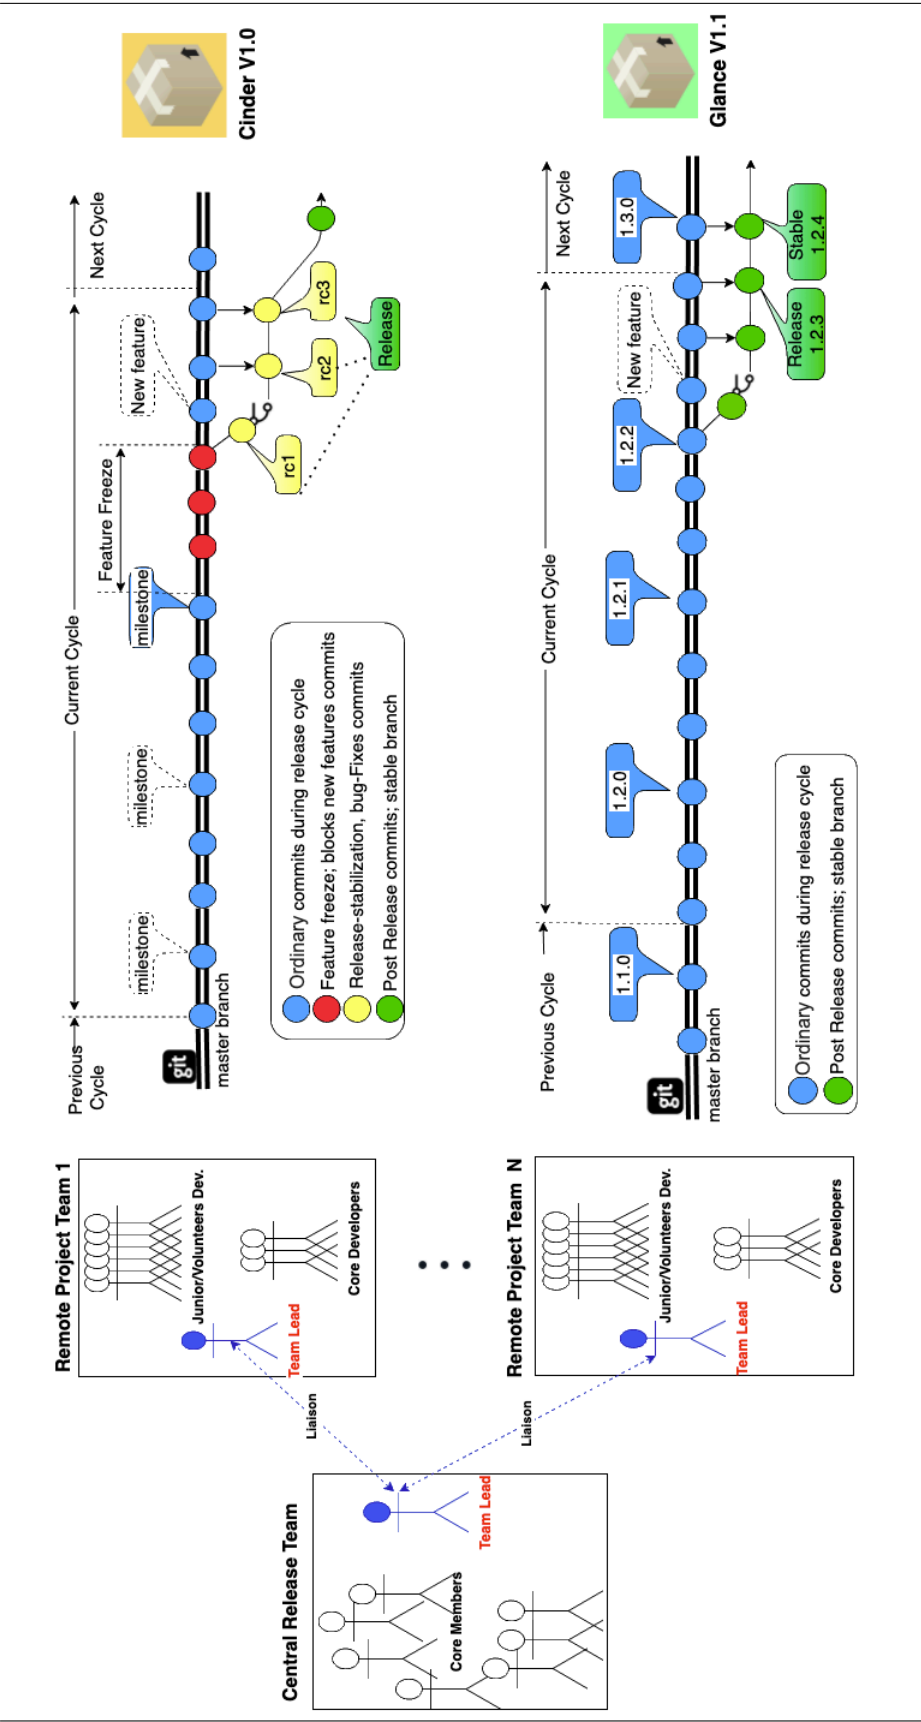 Central Release Team
Core Members
Team Lead
Liaison
Liaison
Remote Project Team 1
Junior/Volunteers Dev.
Team Lead
Core Developers
Remote Project Team N
Junior/Volunteers Dev.
Team Lead
Core Developers
Previous
Cycle
Current Cycle
Next Cycle
Feature Freeze
milestone
milestone
milestone
New feature
git
master branch
rc1
rc2
rc3
Release
Cinder V1.0
Ordinary commits during release cycle
Feature freeze; blocks new features commits
Release-stabilization, bug-Fixes commits
Post Release commits; stable branch
Previous Cycle
Current Cycle
Next Cycle
1.1.0
1.2.0
1.2.1
1.2.2
New feature
1.3.0
git
master branch
Release
1.2.3
Stable
1.2.4
Glance V1.1
Ordinary commits during release cycle
Post Release commits; stable branch